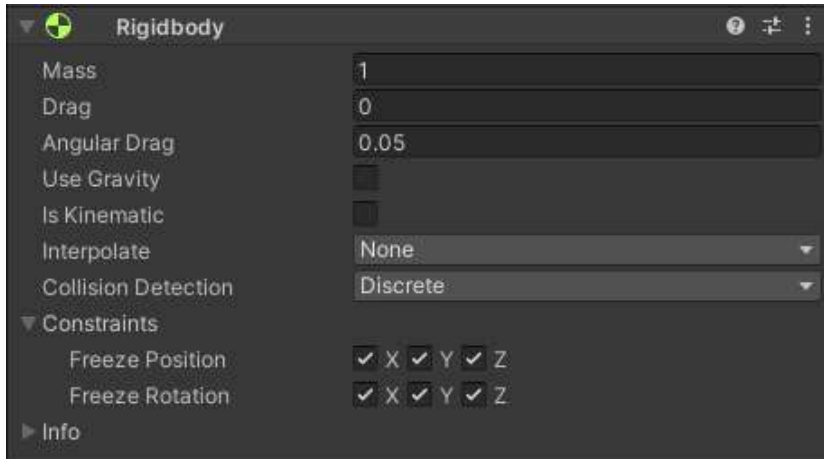 Rigidbody
Mass 1
Drag 0
Angular Drag 0.05
Use Gravity
Is Kinematic
Interpolate None
Collision Detection Discrete
Constraints
Freeze Position X Y Z
Freeze Rotation X Y Z
Info